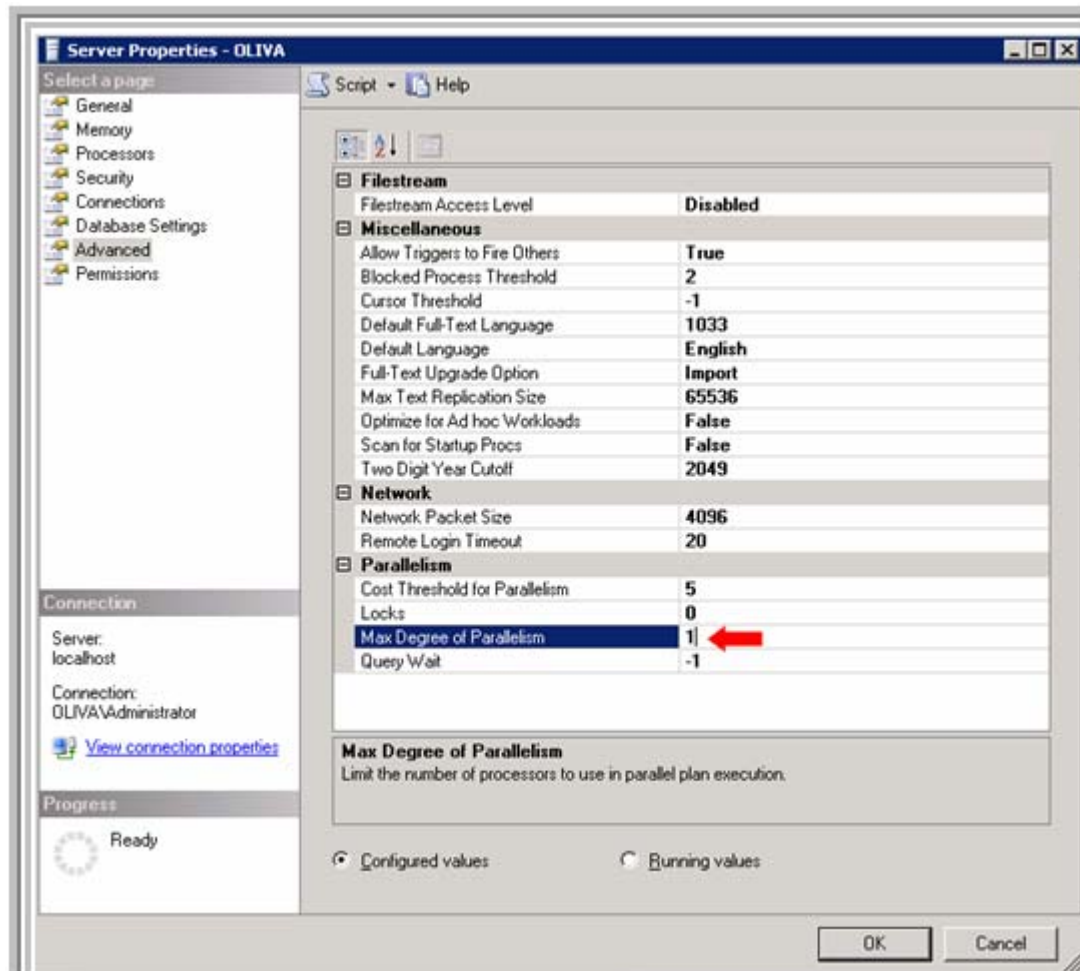 Server Properties - OLIVA
Select a page
General
Memory
Processors
Security
Connections
Database Settings
Advanced
Permissions
Connection
Server:
localhost
Connection:
OLIVA\Administrator
View connection properties
Progress
Ready
Script Help
Filestream
Filestream Access Level Disabled
Miscellaneous
Allow Triggers to Fire Others True
Blocked Process Threshold 2
Cursor Threshold -1
Default Full-Text Language 1033
Default Language English
Full-Text Upgrade Option Import
Max Text Replication Size 65536
Optimize for Ad hoc Workloads False
Scan for Startup Procs False
Two Digit Year Cutoff 2049
Network
Network Packet Size 4096
Remote Login Timeout 20
Parallelism
Cost Threshold for Parallelism 5
Locks 0
Max Degree of Parallelism 1
Query Wait -1
Max Degree of Parallelism
Limit the number of processors to use in parallel plan execution.
Configured values Running values
OK Cancel